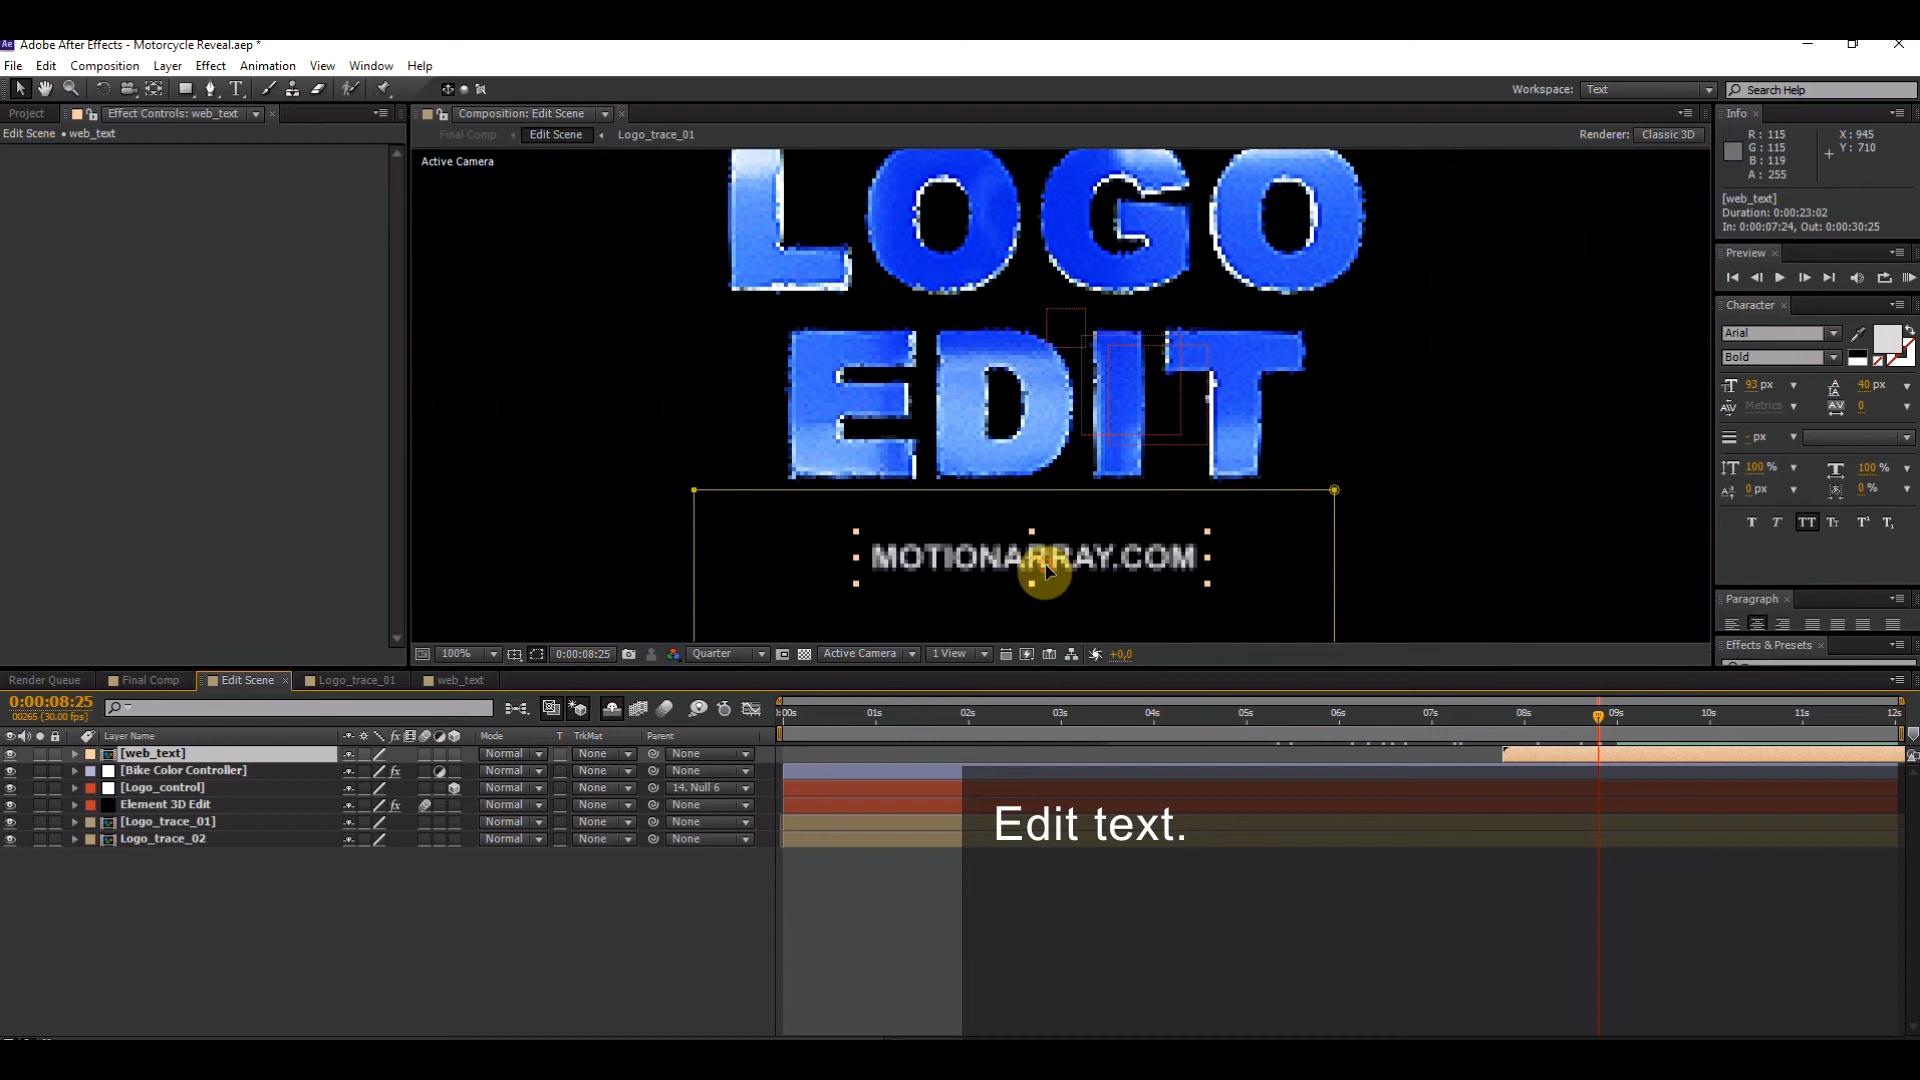 Ae Adobe After Effects - Motorcycle Reveal.aep *
File Edit Composition Layer Effect Animation View Window Help
Workspace: Text Search Help
Project Effect Controls: web_text Composition: Edit Scene Info
Edit Scene • web_text Final Comp Edit Scene Logo_trace_01 Renderer: Classic 3D
R: 115 X: 945
G: 115 Y: 710
B: 119
A: 255
Active Camera
[web_text]
Duration: 0:00:23:02
In: 0:00:07:24, Out: 0:00:30:25
LOGO
EDIT
MOTIONARRAY.COM
Preview
Character
Arial
Bold
93 px 40 px
Metrics 0
- px
100 % 100 %
0 px 0 %
T T TT Tt T¹ T₁
Paragraph
Effects & Presets
100% 0:00:08:25 Quarter Active Camera 1 View +0,0
Render Queue Final Comp Edit Scene Logo_trace_01 web_text
0:00:08:25
00265 (30.00 fps)
:00s 01s 02s 03s 04s 05s 06s 07s 08s 09s 10s 11s 12s
Layer Name Mode T TrkMat Parent
[web_text] Normal None None
[Bike Color Controller] Normal None None
[Logo_control] Normal None 14. Null 6
Element 3D Edit Normal None None
[Logo_trace_01] Normal None None
Logo_trace_02 Normal None None
Edit text.